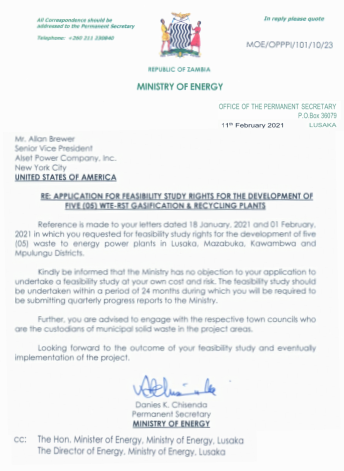 All Correspondence should be
addressed to the Permanent Secretary
Telephone: +260 211 250840
In reply please quote
MOE/OPPPI/101/10/23
REPUBLIC OF ZAMBIA
MINISTRY OF ENERGY
OFFICE OF THE PERMANENT SECRETARY
P.O.Box 36079
11th February 2021 LUSAKA
Mr. Allan Brewer
Senior Vice President
Alset Power Company, Inc.
New York City
UNITED STATES OF AMERICA
RE: APPLICATION FOR FEASIBILITY STUDY RIGHTS FOR THE DEVELOPMENT OF
FIVE (05) WTE-RST GASIFICATION & RECYCLING PLANTS
Reference is made to your letters dated 18 January, 2021 and 01 February,
2021 in which you requested for feasibility study rights for the development of five
(05) waste to energy power plants in Lusaka, Mazabuka, Kawambwa and
Mpulungu Districts.
Kindly be informed that the Ministry has no objection to your application to
undertake a feasibility study at your own cost and risk. The feasibility study should
be undertaken within a period of 24 months during which you will be required to
be submitting quarterly progress reports to the Ministry.
Further, you are advised to engage with the respective town councils who
are the custodians of municipal solid waste in the project areas.
Looking forward to the outcome of your feasibility study and eventually
implementation of the project.
Danies K. Chisenda
Permanent Secretary
MINISTRY OF ENERGY
cc: The Hon. Minister of Energy, Ministry of Energy, Lusaka
The Director of Energy, Ministry of Energy, Lusaka